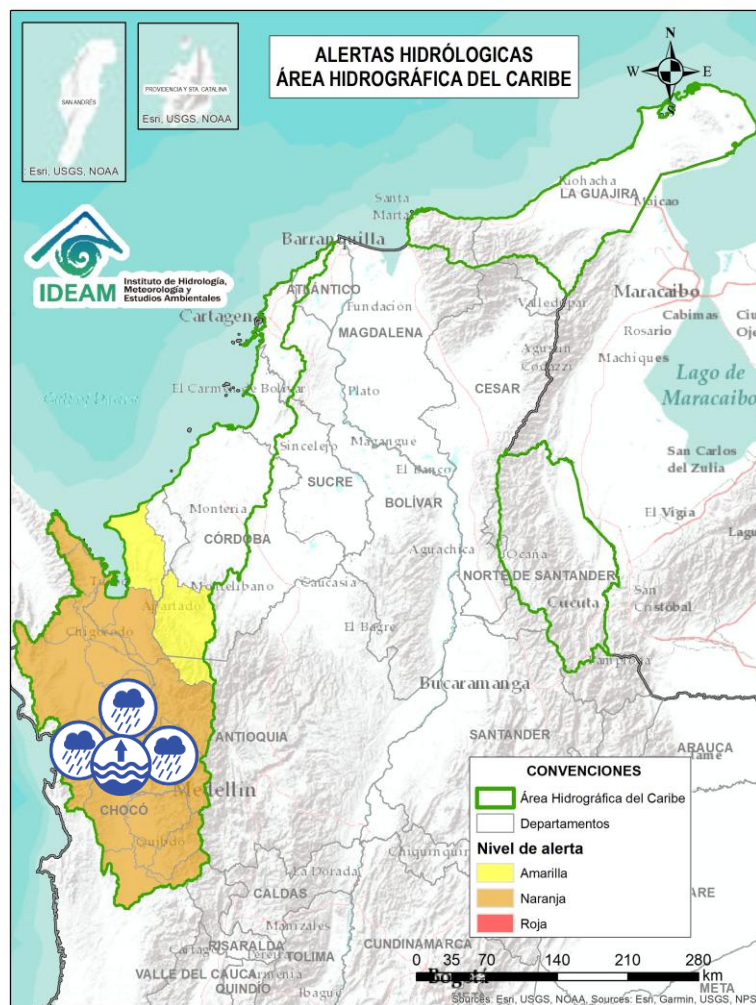 ALERTAS HIDRÓLOGICAS
ÁREA HIDROGRÁFICA DEL CARIBE
N
W
E
S
SAN ANDRÉS
Esri, USGS, NOAA
PROVIDENCIA Y STA. CATALINA
Esri, USGS, NOAA
IDEAM
Instituto de Hidrología,
Meteorología y
Estudios Ambientales
Riohacha
LA GUAJIRA
Maicao
Santa
Marta
Barranquilla
ATLÁNTICO
Fundación
Valledupar
Maracaibo
Cabimas
Cartagena
MAGDALENA
Rosario
Agustín
Codazzi
Machiques
El Carmen de Bolívar
Plato
CESAR
Lago de
Maracaibo
Sincelejo
Magangué
SUCRE
El Banco
San Carlos
del Zulia
Montería
BOLÍVAR
CÓRDOBA
El Vigía
Aguachica
Ocaña
Montelíbano
Caucasia
NORTE DE SANTANDER
San
Cristóbal
Apartadó
Cúcuta
Chigorodó
El Bagre
Pamplona
Bucaramanga
ANTIOQUIA
SANTANDER
ARAUCA
Medellín
CHOCÓ
Quibdó
La Dorada
CALDAS
Manizales
RISARALDA
Pereira
TOLIMA
CUNDINAMARCA
VALLE DEL CAUCA
Armenia
QUINDÍO
Ibagué
Bogotá
META
CONVENCIONES
Área Hidrográfica del Caribe
Departamentos
Nivel de alerta
Amarilla
Naranja
Roja
0 35 70 140 210 280
km
Sources: Esri, USGS, NOAA, Sources: Esri, Garmin, USGS, NPS